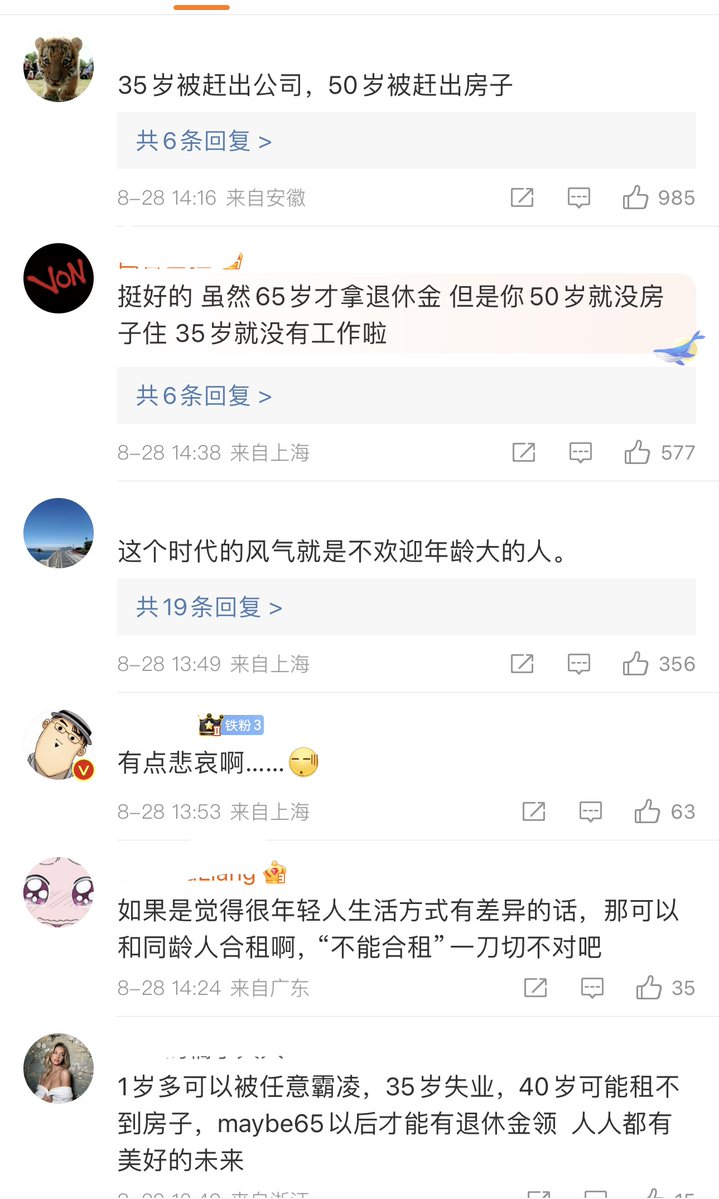 35岁被赶出公司，50岁被赶出房子
共6条回复 >
8-28 14:16 来自安徽
985
VON
挺好的 虽然65岁才拿退休金 但是你50岁就没房
子住 35岁就没有工作啦
共6条回复 >
8-28 14:38 来自上海
577
这个时代的风气就是不欢迎年龄大的人。
共19条回复 >
8-28 13:49 来自上海
356
铁粉3
有点悲哀啊……
8-28 13:53 来自上海
63
如果是觉得很年轻人生活方式有差异的话，那可以
和同龄人合租啊，“不能合租”一刀切不对吧
8-28 14:24 来自广东
35
1岁多可以被任意霸凌，35岁失业，40岁可能租不
到房子，maybe65以后才能有退休金领 人人都有
美好的未来